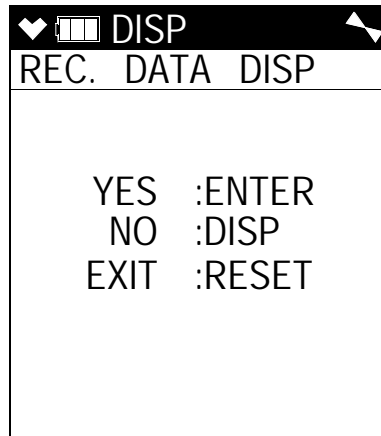 DISP
REC. DATA DISP
YES :ENTER
NO :DISP
EXIT :RESET